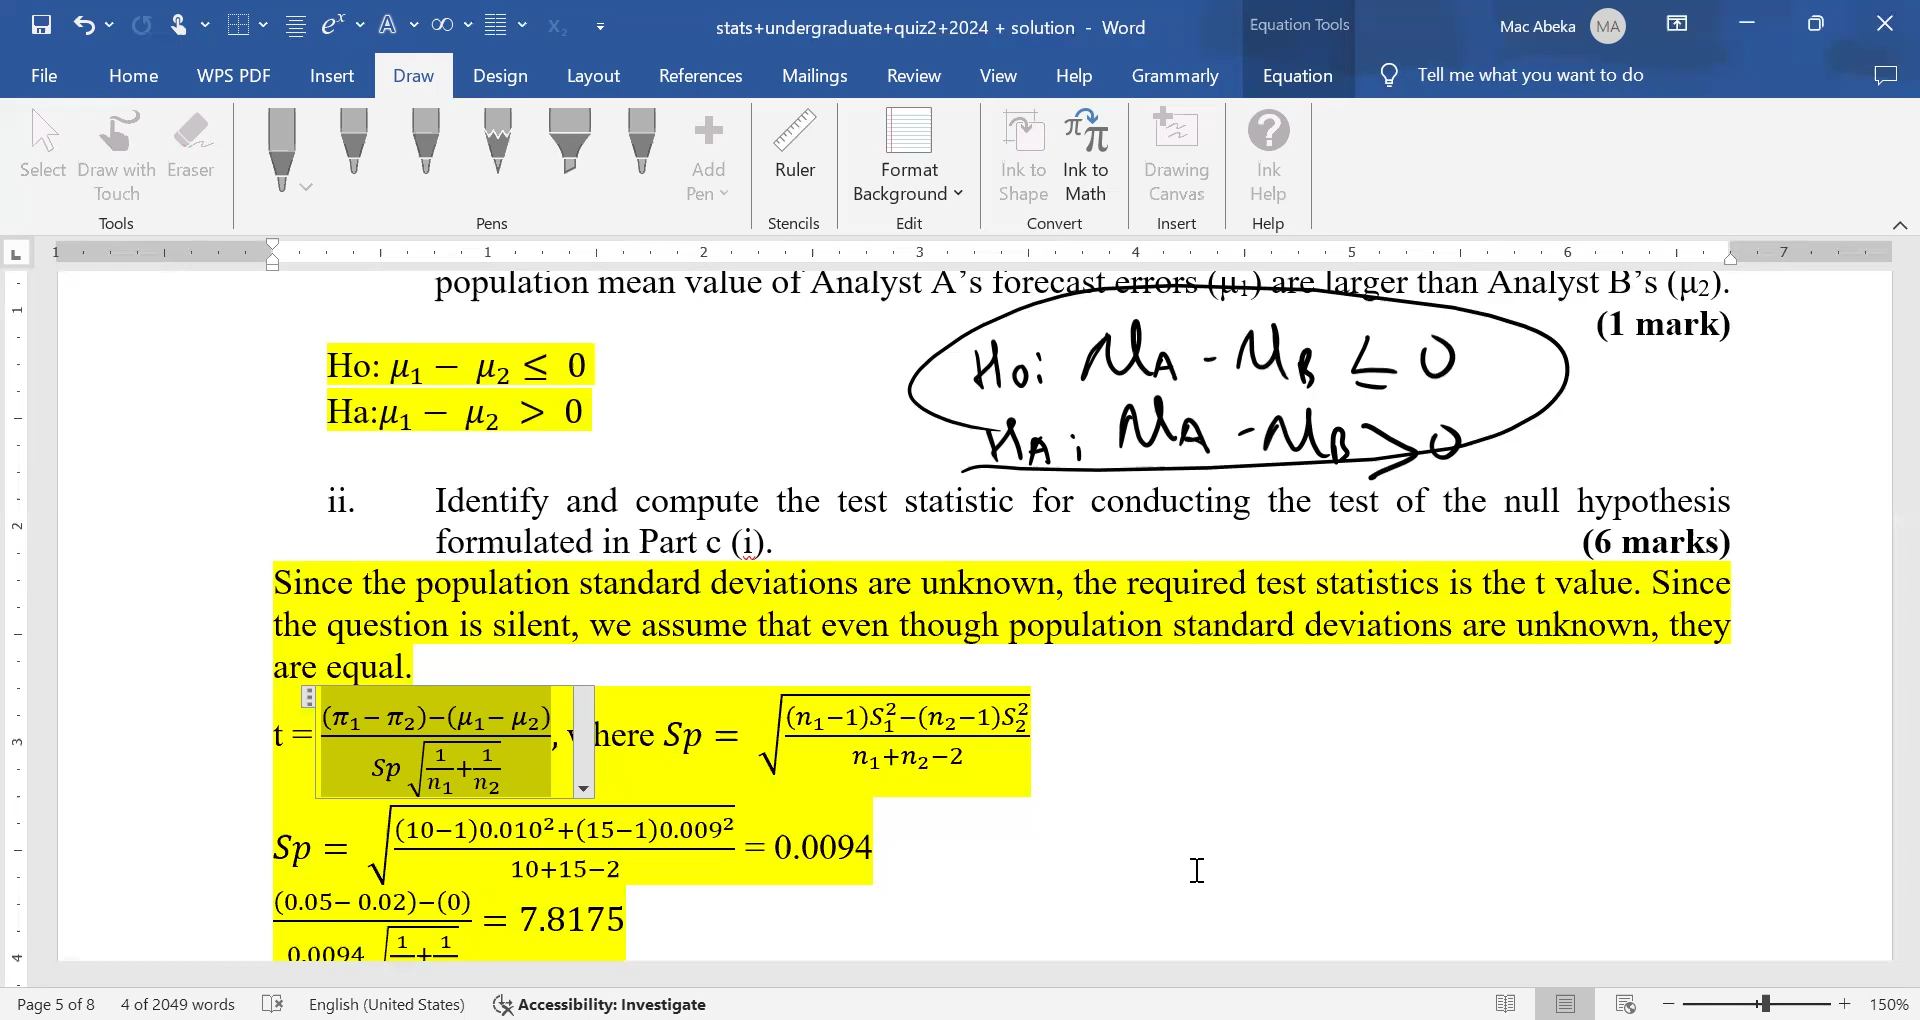 stats+undergraduate+quiz2+2024 + solution - Word
Equation Tools
Mac Abeka MA
File Home WPS PDF Insert Draw Design Layout References Mailings Review View Help Grammarly Equation Tell me what you want to do
Select
Draw with Touch
Eraser
Tools
Pens
Add Pen
Ruler
Stencils
Format Background
Edit
Ink to Shape
Ink to Math
Convert
Drawing Canvas
Insert
Ink Help
Help
1 1 2 3 4 5 6 7
population mean value of Analyst A’s forecast errors (μ₁) are larger than Analyst B’s (μ₂).
(1 mark)
Ho: μ₁ − μ₂ ≤ 0
Ha:μ₁ − μ₂ > 0
Ho: μA - μB ≤ 0
HA: μA - μB > 0
ii. Identify and compute the test statistic for conducting the test of the null hypothesis
formulated in Part c (i). (6 marks)
Since the population standard deviations are unknown, the required test statistics is the t value. Since
the question is silent, we assume that even though population standard deviations are unknown, they
are equal.
t = ((π₁− π₂)−(μ₁− μ₂))/(Sp √(1/n₁+1/n₂)), where Sp = √(((n₁−1)S₁²−(n₂−1)S₂²)/(n₁+n₂−2))
Sp = √(((10−1)0.010²+(15−1)0.009²)/(10+15−2)) = 0.0094
(0.05− 0.02)−(0) = 7.8175
0.0094 √ 1 + 1
Page 5 of 8 4 of 2049 words English (United States) Accessibility: Investigate 150%